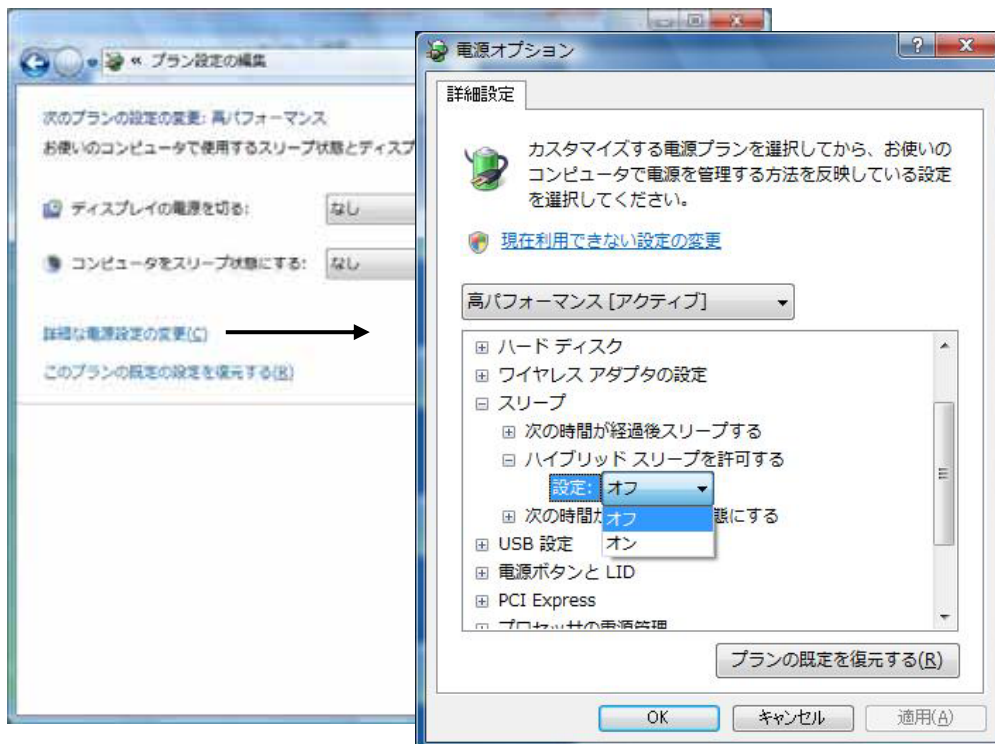 « プラン設定の編集
次のプランの設定の変更: 高パフォーマンス
お使いのコンピュータで使用するスリープ状態とディスプ
ディスプレイの電源を切る: なし
コンピュータをスリープ状態にする: なし
詳細な電源設定の変更(C)
このプランの既定の設定を復元する(R)
電源オプション
詳細設定
カスタマイズする電源プランを選択してから、お使いの
コンピュータで電源を管理する方法を反映している設定
を選択してください。
現在利用できない設定の変更
高パフォーマンス [アクティブ]
ハード ディスク
ワイヤレス アダプタの設定
スリープ
次の時間が経過後スリープする
ハイブリッド スリープを許可する
設定: オフ
オフ
オン
次の時間が 態にする
USB 設定
電源ボタンと LID
PCI Express
プロセッサの電源管理
プランの既定を復元する(R)
OK キャンセル 適用(A)